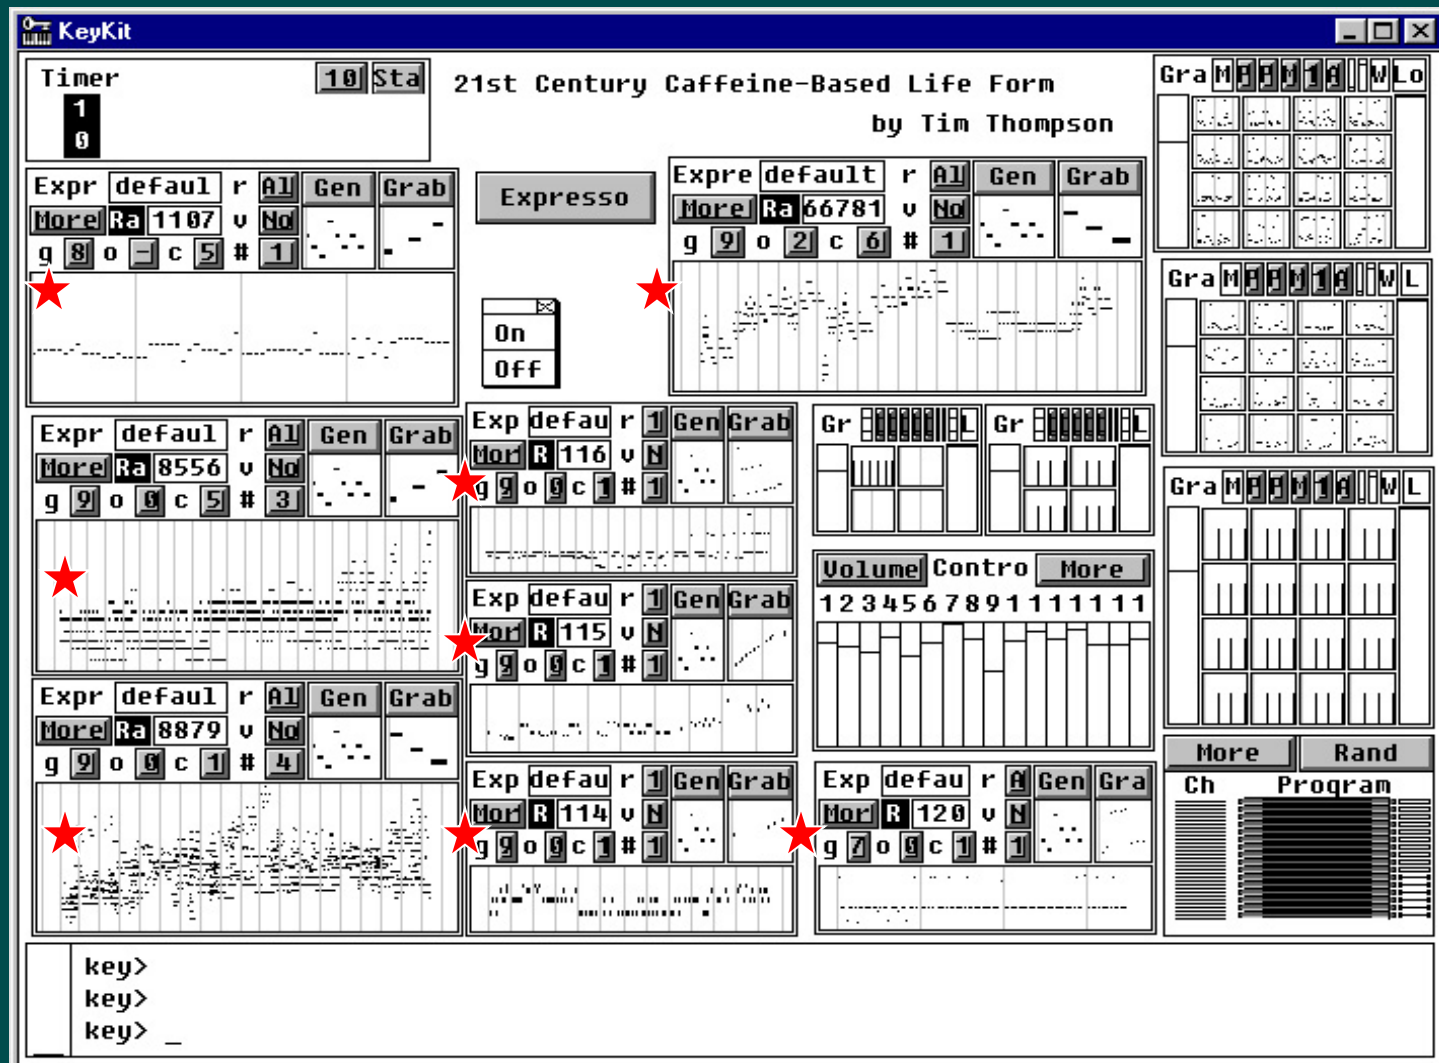 KeyKit
Timer 10 Sta
1
0
21st Century Caffeine-Based Life Form
by Tim Thompson
Gra M A A M 1 A W Lo
Expr defaul r Al Gen Grab
More Ra 1107 v No
g 8 o - c 5 # 1
Expresso
Expre default r Al Gen Grab
More Ra 66781 v No
g 9 o 2 c 6 # 1
On
Off
Gra M A A M 1 A W L
Expr defaul r Al Gen Grab
More Ra 8556 v No
g 9 o 0 c 5 # 3
Exp defau r 1 Gen Grab
Mor R 116 v N
g 9 o 0 c 1 # 1
Gr L
Gr L
Gra M A A M 1 A W L
Exp defau r 1 Gen Grab
Mor R 115 v N
g 9 o 0 c 1 # 1
Volume Contro More
1 2 3 4 5 6 7 8 9 1 1 1 1 1 1 1
Expr defaul r Al Gen Grab
More Ra 8879 v No
g 9 o 0 c 1 # 4
Exp defau r 1 Gen Grab
Mor R 114 v N
g 9 o 0 c 1 # 1
Exp defau r A Gen Gra
Mor R 120 v N
g 7 o 0 c 1 # 1
More Rand
Ch Program
key>
key>
key> _